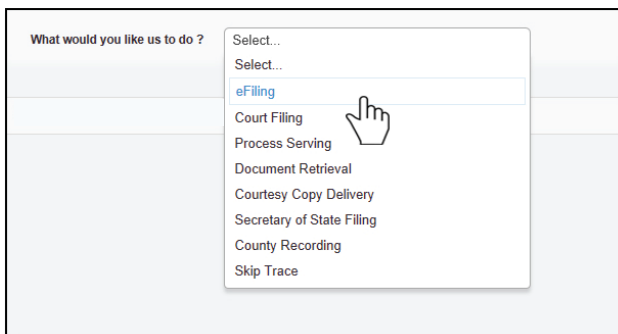 What would you like us to do ? Select...
Select...
eFiling
Court Filing
Process Serving
Document Retrieval
Courtesy Copy Delivery
Secretary of State Filing
County Recording
Skip Trace